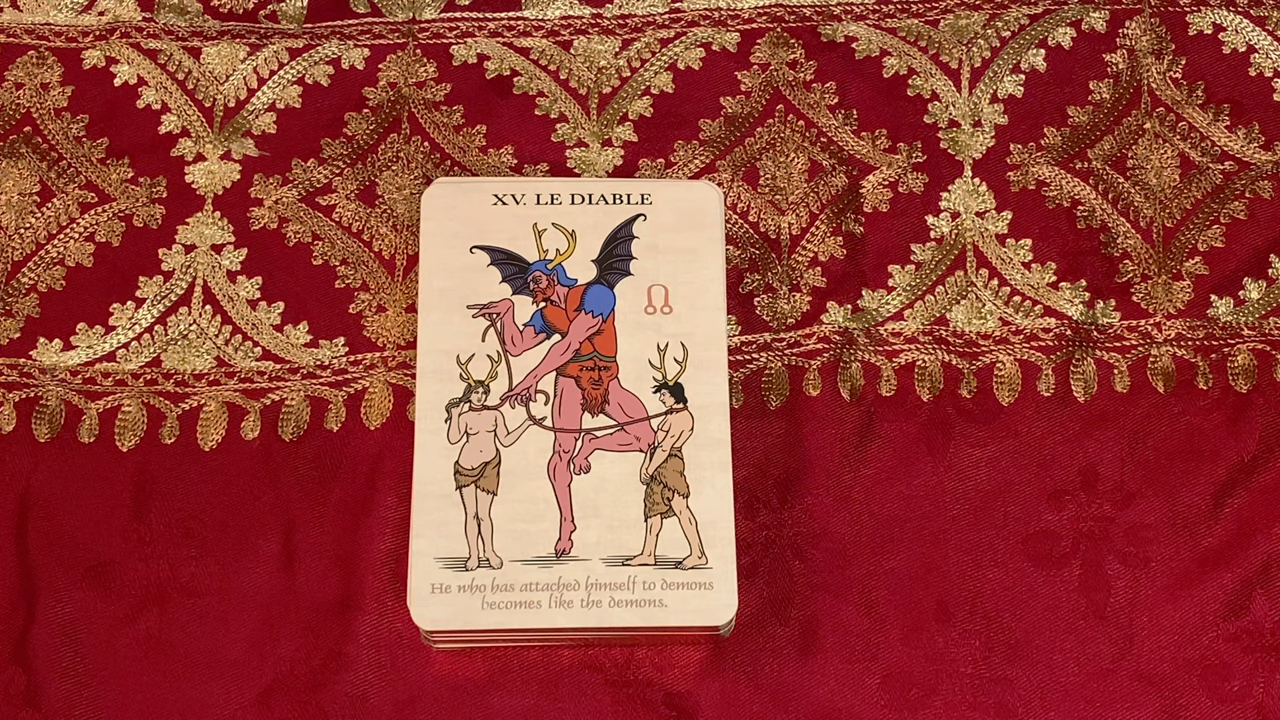 XV. LE DIABLE
He who has attached himself to demons
becomes like the demons.